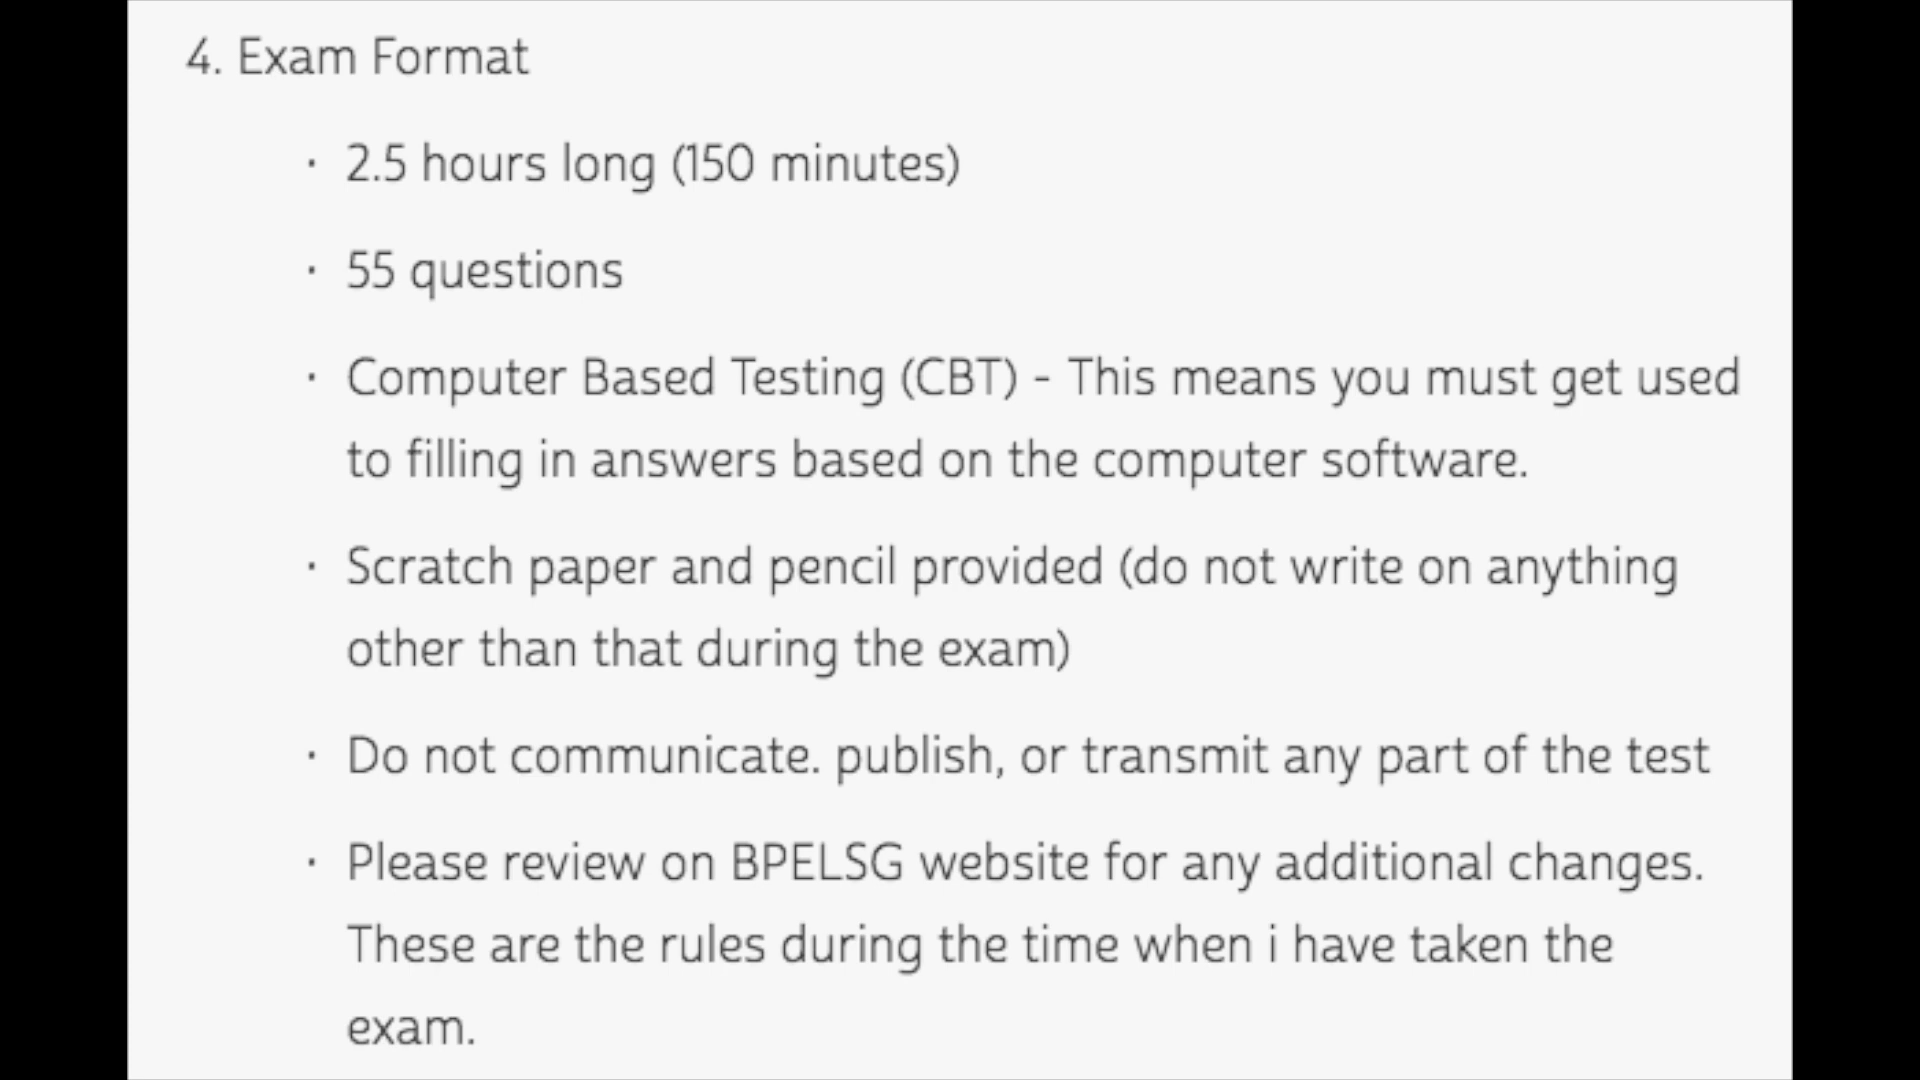 4. Exam Format
· 2.5 hours long (150 minutes)
· 55 questions
· Computer Based Testing (CBT) - This means you must get used
to filling in answers based on the computer software.
· Scratch paper and pencil provided (do not write on anything
other than that during the exam)
· Do not communicate. publish, or transmit any part of the test
· Please review on BPELSG website for any additional changes.
These are the rules during the time when i have taken the
exam.